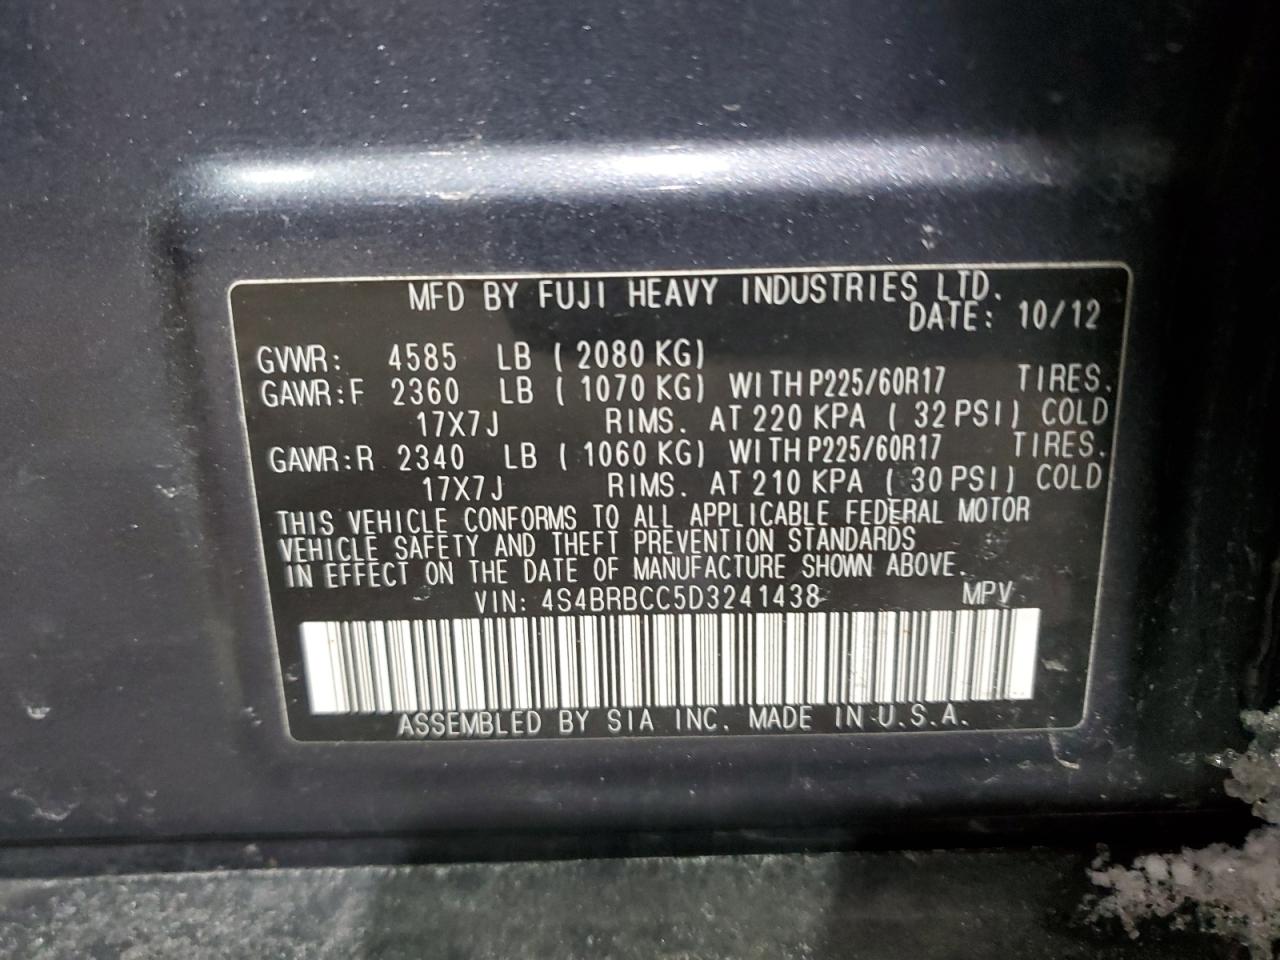 MFD BY FUJI HEAVY INDUSTRIES LTD.
DATE: 10/12
GVWR: 4585 LB ( 2080 KG)
GAWR:F 2360 LB ( 1070 KG) WITH P225/60R17 TIRES.
17X7J RIMS. AT 220 KPA ( 32 PSI) COLD
GAWR:R 2340 LB ( 1060 KG) WITH P225/60R17 TIRES.
17X7J RIMS. AT 210 KPA ( 30 PSI) COLD
THIS VEHICLE CONFORMS TO ALL APPLICABLE FEDERAL MOTOR
VEHICLE SAFETY AND THEFT PREVENTION STANDARDS
IN EFFECT ON THE DATE OF MANUFACTURE SHOWN ABOVE.
VIN: 4S4BRBCC5D3241438 MPV
ASSEMBLED BY SIA INC. MADE IN U.S.A.